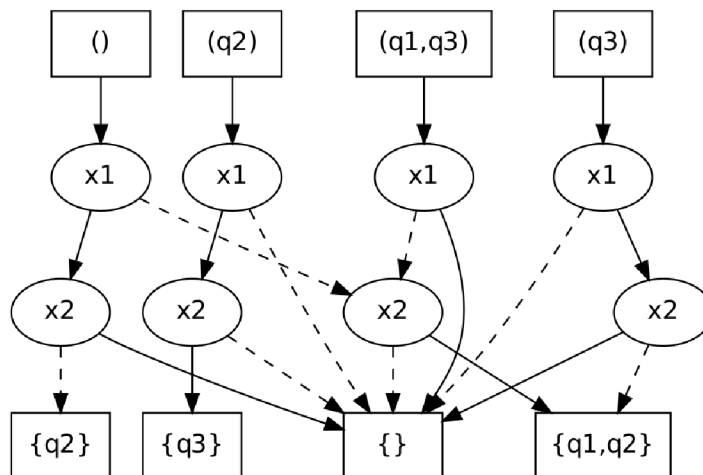 () (q2) (q1,q3) (q3)
x1 x1 x1 x1
x2 x2 x2 x2
{q2} {q3} {} {q1,q2}